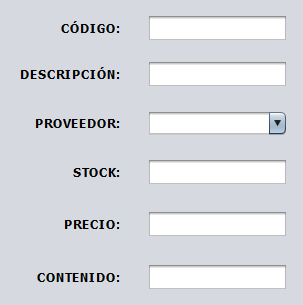 CÓDIGO:
DESCRIPCIÓN:
PROVEEDOR:
STOCK:
PRECIO:
CONTENIDO: